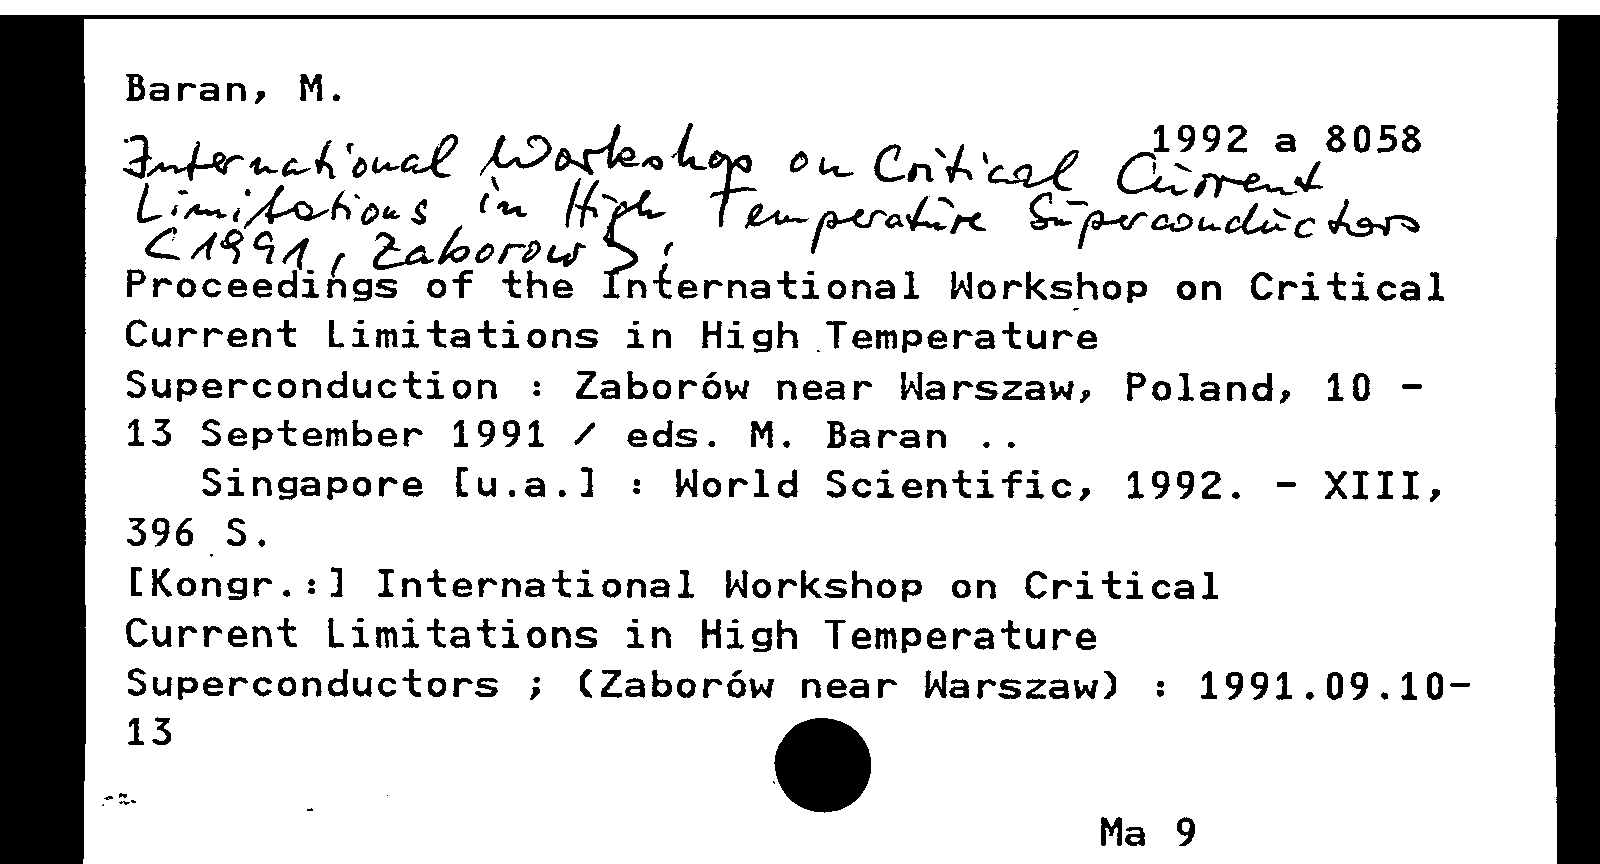 Baran, M.
1992 a 8058
International Workshop on Critical Current
Limitations in High Temperature Superconductors
<1991, Zaborow>:
Proceedings of the International Workshop on Critical
Current Limitations in High Temperature
Superconduction : Zaborów near Warszaw, Poland, 10 -
13 September 1991 / eds. M. Baran ..
Singapore [u.a.] : World Scientific, 1992. - XIII,
396 S.
[Kongr.:] International Workshop on Critical
Current Limitations in High Temperature
Superconductors ; (Zaborów near Warszaw) : 1991.09.10-
13
Ma 9